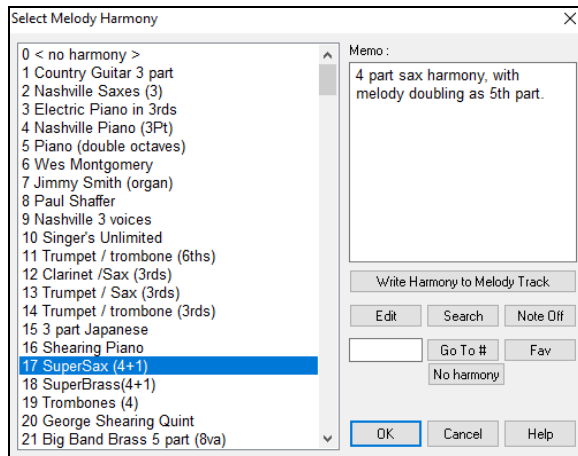 Select Melody Harmony
0 < no harmony >
1 Country Guitar 3 part
2 Nashville Saxes (3)
3 Electric Piano in 3rds
4 Nashville Piano (3Pt)
5 Piano (double octaves)
6 Wes Montgomery
7 Jimmy Smith (organ)
8 Paul Shaffer
9 Nashville 3 voices
10 Singer's Unlimited
11 Trumpet / trombone (6ths)
12 Clarinet /Sax (3rds)
13 Trumpet / Sax (3rds)
14 Trumpet / trombone (3rds)
15 3 part Japanese
16 Shearing Piano
17 SuperSax (4+1)
18 SuperBrass(4+1)
19 Trombones (4)
20 George Shearing Quint
21 Big Band Brass 5 part (8va)
Memo :
4 part sax harmony, with
melody doubling as 5th part.
Write Harmony to Melody Track
Edit Search Note Off
Go To # Fav
No harmony
OK Cancel Help